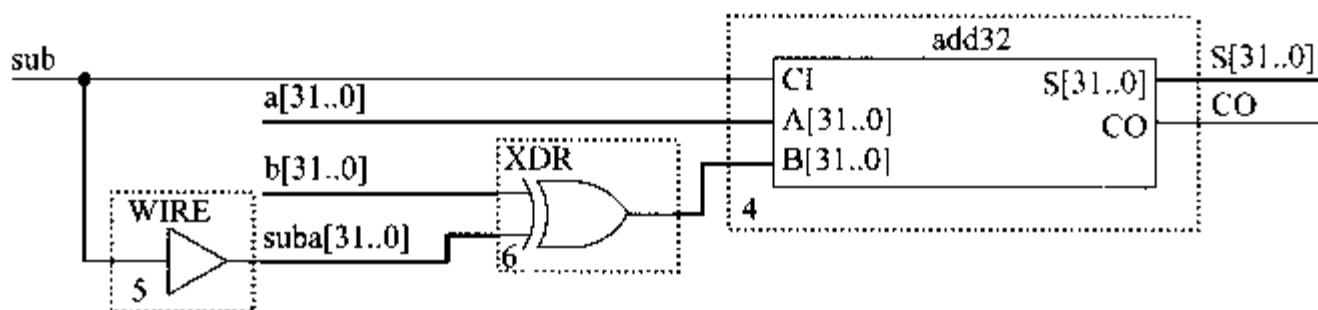 add32
sub
CI
S[31..0]
S[31..0]
a[31..0]
A[31..0]
CO
CO
b[31..0]
XDR
B[31..0]
WIRE
4
suba[31..0]
6
5